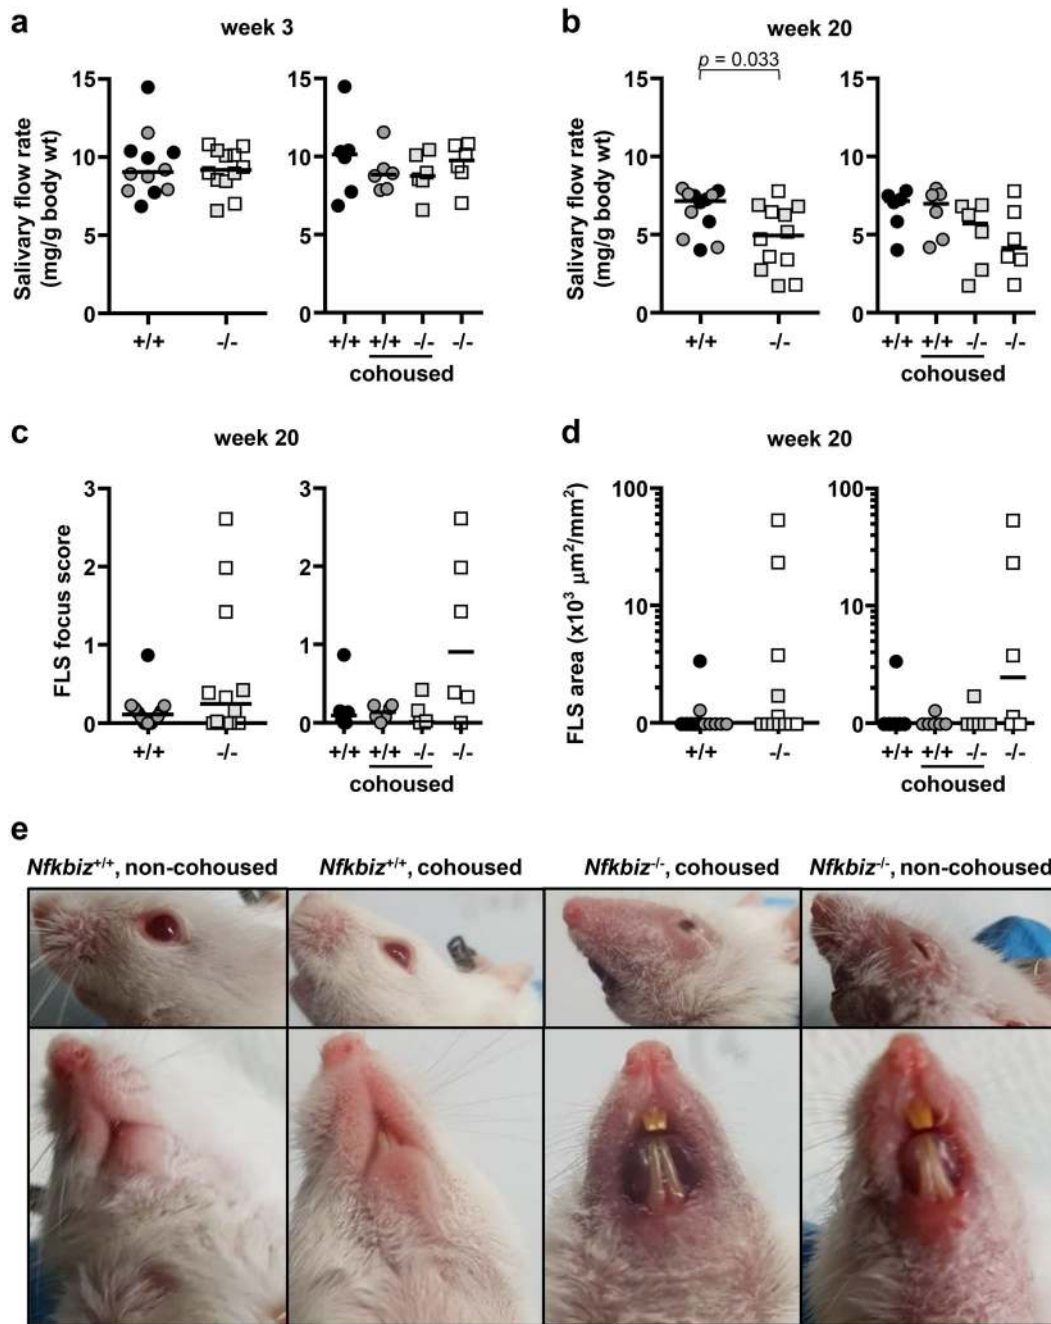 a
week 3
15
10
5
0
Salivary flow rate
(mg/g body wt)
+/+ -/-
15
10
5
0
+/+ +/+ -/- -/-
cohoused
b
week 20
p = 0.033
15
10
5
0
Salivary flow rate
(mg/g body wt)
+/+ -/-
15
10
5
0
+/+ +/+ -/- -/-
cohoused
c
week 20
3
2
1
0
FLS focus score
+/+ -/-
3
2
1
0
+/+ +/+ -/- -/-
cohoused
d
week 20
100
10
0
FLS area (x10³ μm²/mm²)
+/+ -/-
100
10
0
+/+ +/+ -/- -/-
cohoused
e
Nfkbiz+/+, non-cohoused
Nfkbiz+/+, cohoused
Nfkbiz-/-, cohoused
Nfkbiz-/-, non-cohoused